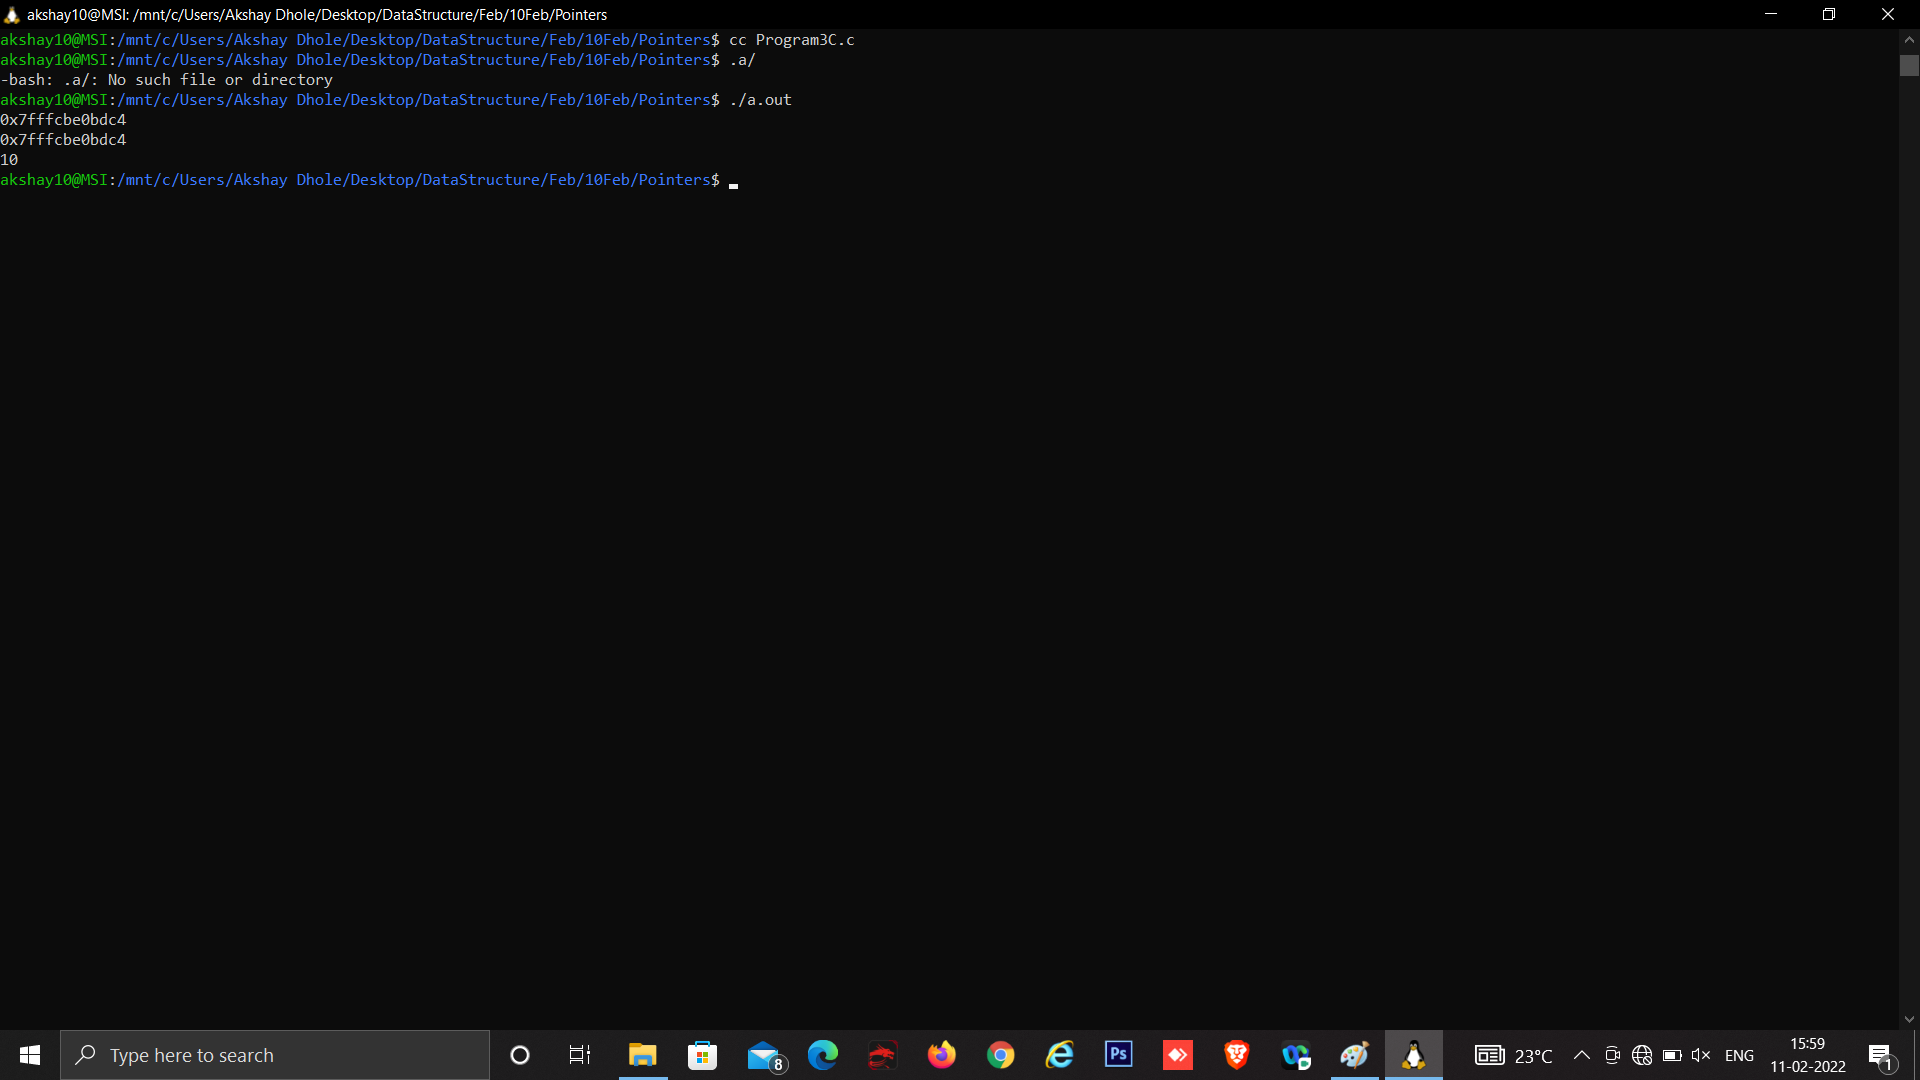 akshay10@MSI: /mnt/c/Users/Akshay Dhole/Desktop/DataStructure/Feb/10Feb/Pointers
akshay10@MSI:/mnt/c/Users/Akshay Dhole/Desktop/DataStructure/Feb/10Feb/Pointers$ cc Program3C.c
akshay10@MSI:/mnt/c/Users/Akshay Dhole/Desktop/DataStructure/Feb/10Feb/Pointers$ .a/
-bash: .a/: No such file or directory
akshay10@MSI:/mnt/c/Users/Akshay Dhole/Desktop/DataStructure/Feb/10Feb/Pointers$ ./a.out
0x7fffcbe0bdc4
0x7fffcbe0bdc4
10
akshay10@MSI:/mnt/c/Users/Akshay Dhole/Desktop/DataStructure/Feb/10Feb/Pointers$
Type here to search
8
Ps
23°C
ENG
15:59
11-02-2022
1